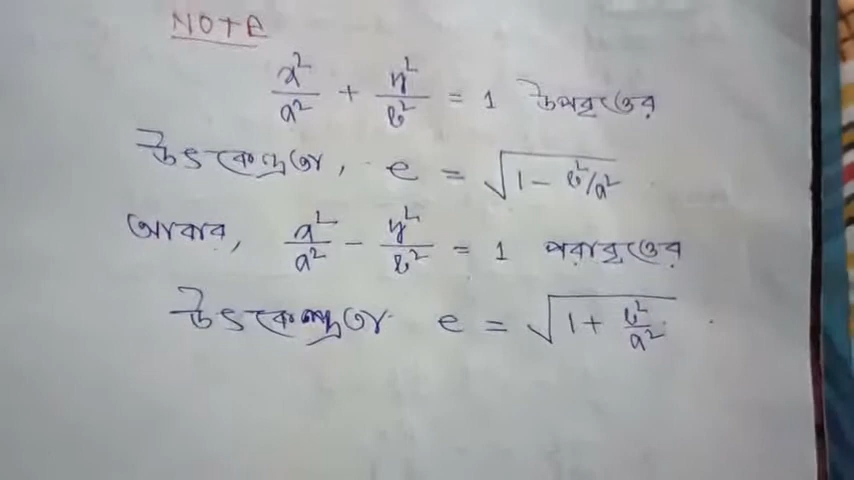 NOTE
x²/a² + y²/b² = 1 উপবৃত্তের
উৎকেন্দ্রতা, e = √(1 - b²/a²)
আবার, x²/a² - y²/b² = 1 পরাবৃত্তের
উৎকেন্দ্রতা e = √(1 + b²/a²)